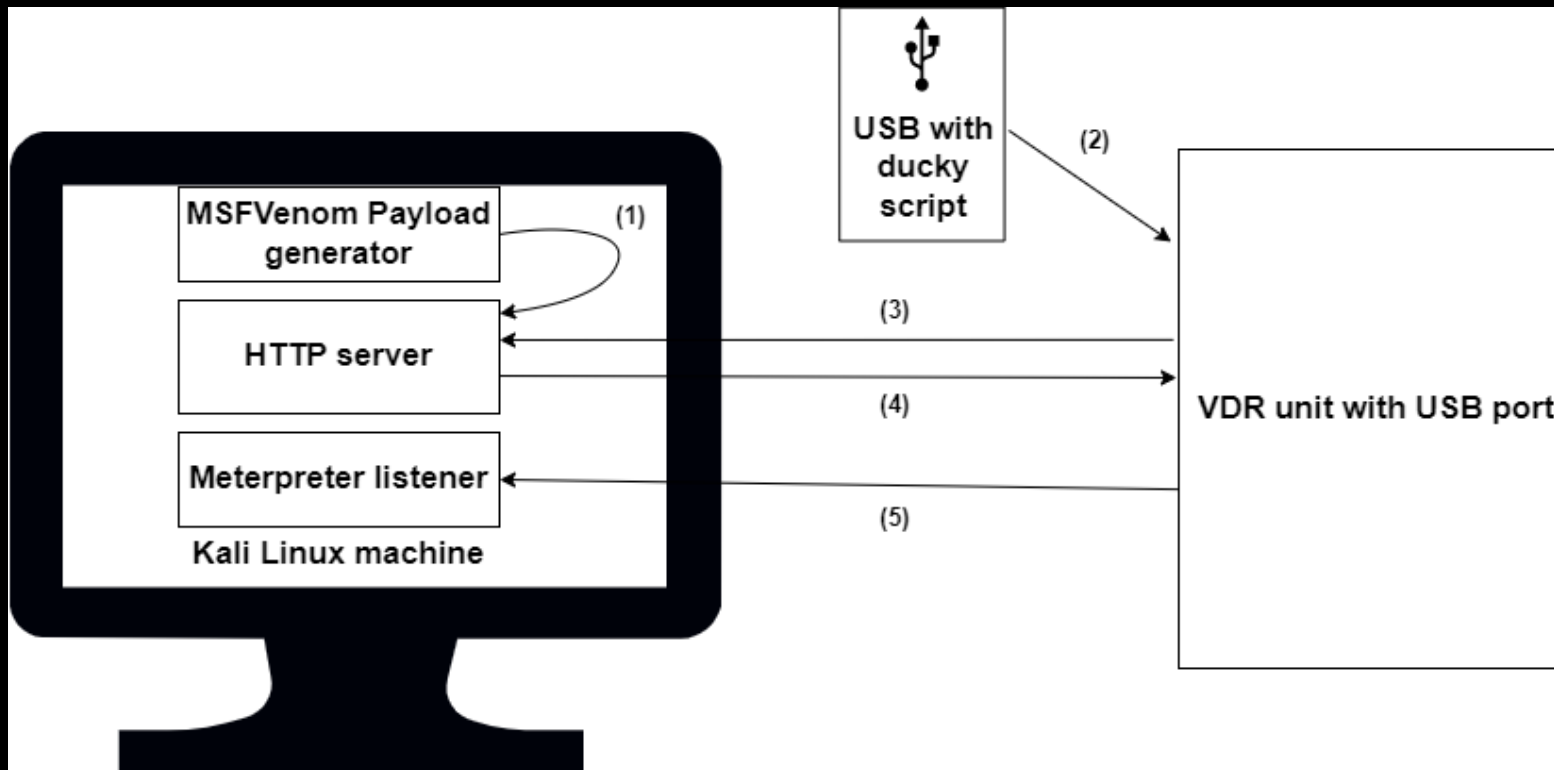 USB with
ducky
script
(2)
MSFVenom Payload
generator
(1)
HTTP server
(3)
(4)
VDR unit with USB port
Meterpreter listener
(5)
Kali Linux machine